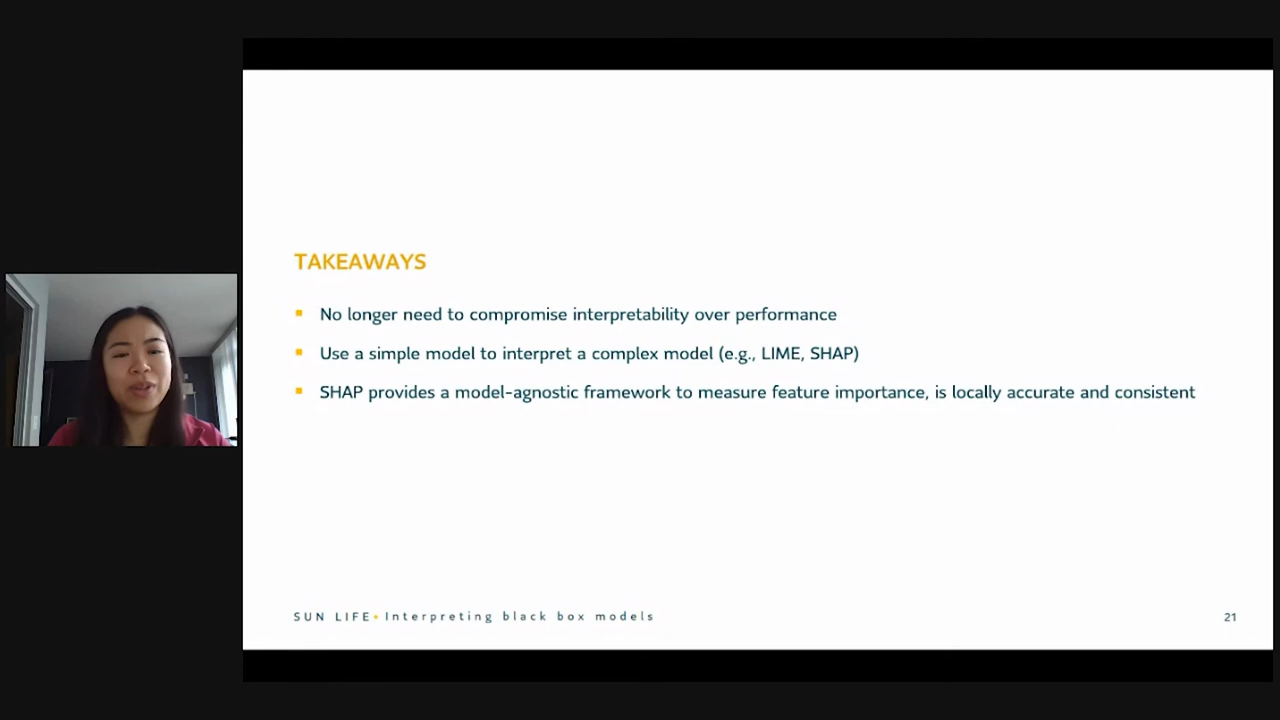 TAKEAWAYS
▪ No longer need to compromise interpretability over performance
▪ Use a simple model to interpret a complex model (e.g., LIME, SHAP)
▪ SHAP provides a model-agnostic framework to measure feature importance, is locally accurate and consistent
SUN LIFE • Interpreting black box models
21